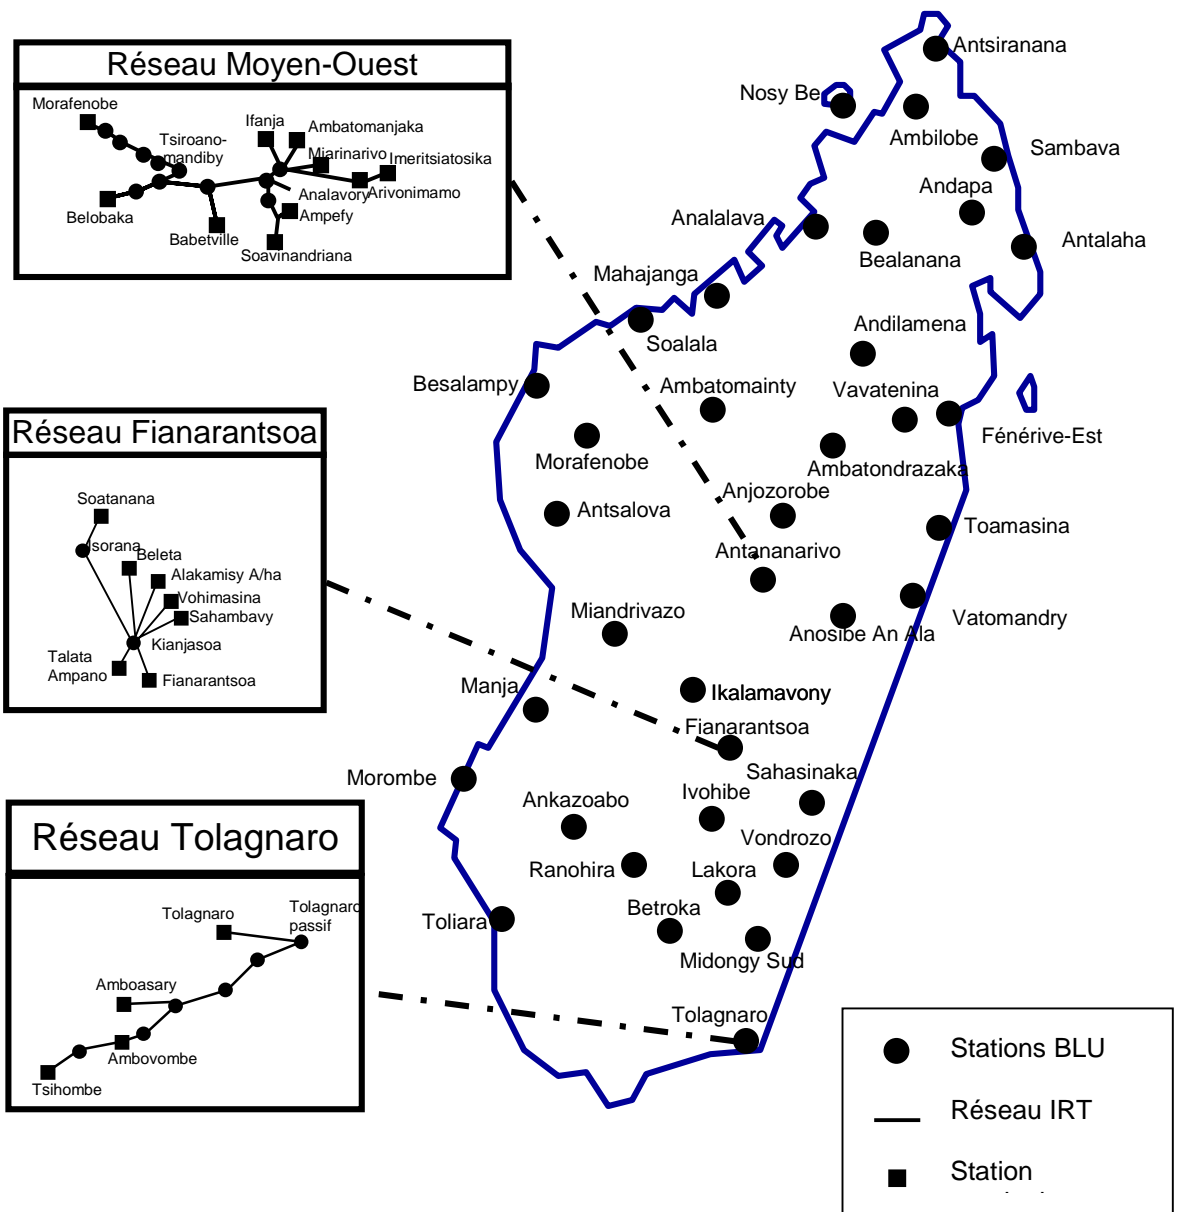 Réseau Moyen-Ouest
Morafenobe
Tsiroano-
mandiby
Ifanja
Ambatomanjaka
Miarinarivo
Imeritsiatosika
Arivonimamo
Analavory
Ampefy
Belobaka
Babetville
Soavinandriana
Réseau Fianarantsoa
Soatanana
Isorana
Beleta
Alakamisy A/ha
Vohimasina
Sahambavy
Kianjasoa
Talata
Ampano
Fianarantsoa
Réseau Tolagnaro
Tolagnaro
Tolagnaro
passif
Amboasary
Ambovombe
Tsihombe
Antsiranana
Nosy Be
Ambilobe
Sambava
Andapa
Analalava
Bealanana
Antalaha
Mahajanga
Soalala
Andilamena
Besalampy
Ambatomainty
Vavatenina
Fénérive-Est
Morafenobe
Ambatondrazaka
Anjozorobe
Antsalova
Toamasina
Antananarivo
Miandrivazo
Anosibe An Ala
Vatomandry
Manja
Ikalamavony
Fianarantsoa
Sahasinaka
Morombe
Ankazoabo
Ivohibe
Vondrozo
Ranohira
Lakora
Betroka
Toliara
Midongy Sud
Tolagnaro
Stations BLU
Réseau IRT
Station